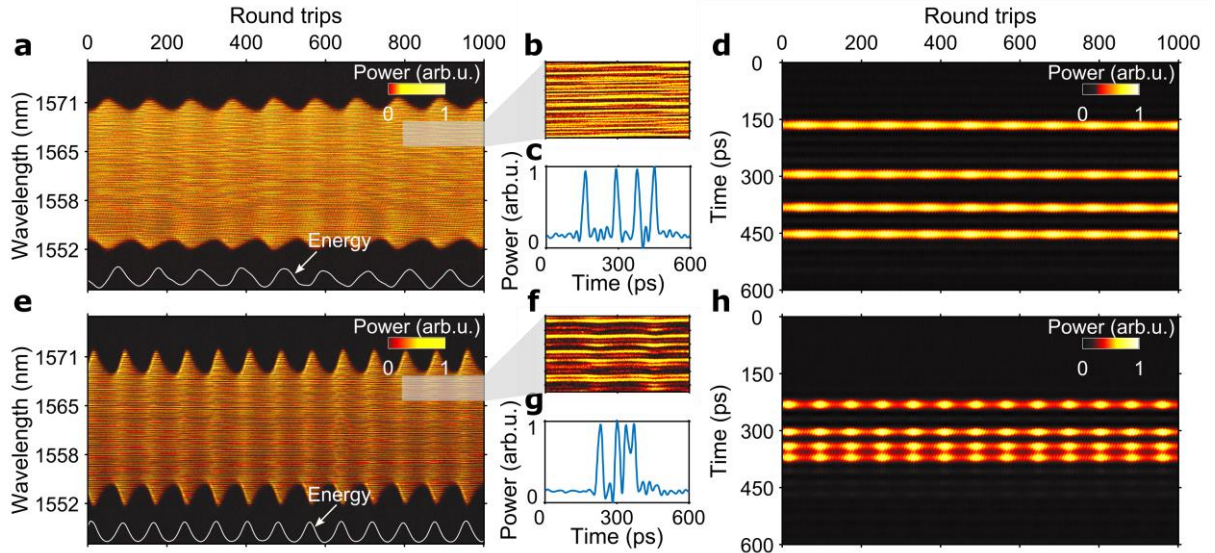 Round trips
Round trips
a
0 200 400 600 800 1000
b
d
0 200 400 600 800 1000
Power (arb.u.)
0 1
1571
1565
1558
1552
Wavelength (nm)
Energy
c
Power (arb.u.)
1
0
0 300 600
Time (ps)
Power (arb.u.)
0 1
0
150
300
450
600
Time (ps)
e
f
h
Power (arb.u.)
0 1
1571
1565
1558
1552
Wavelength (nm)
Energy
g
Power (arb.u.)
1
0
0 300 600
Time (ps)
Power (arb.u.)
0 1
0
150
300
450
600
Time (ps)